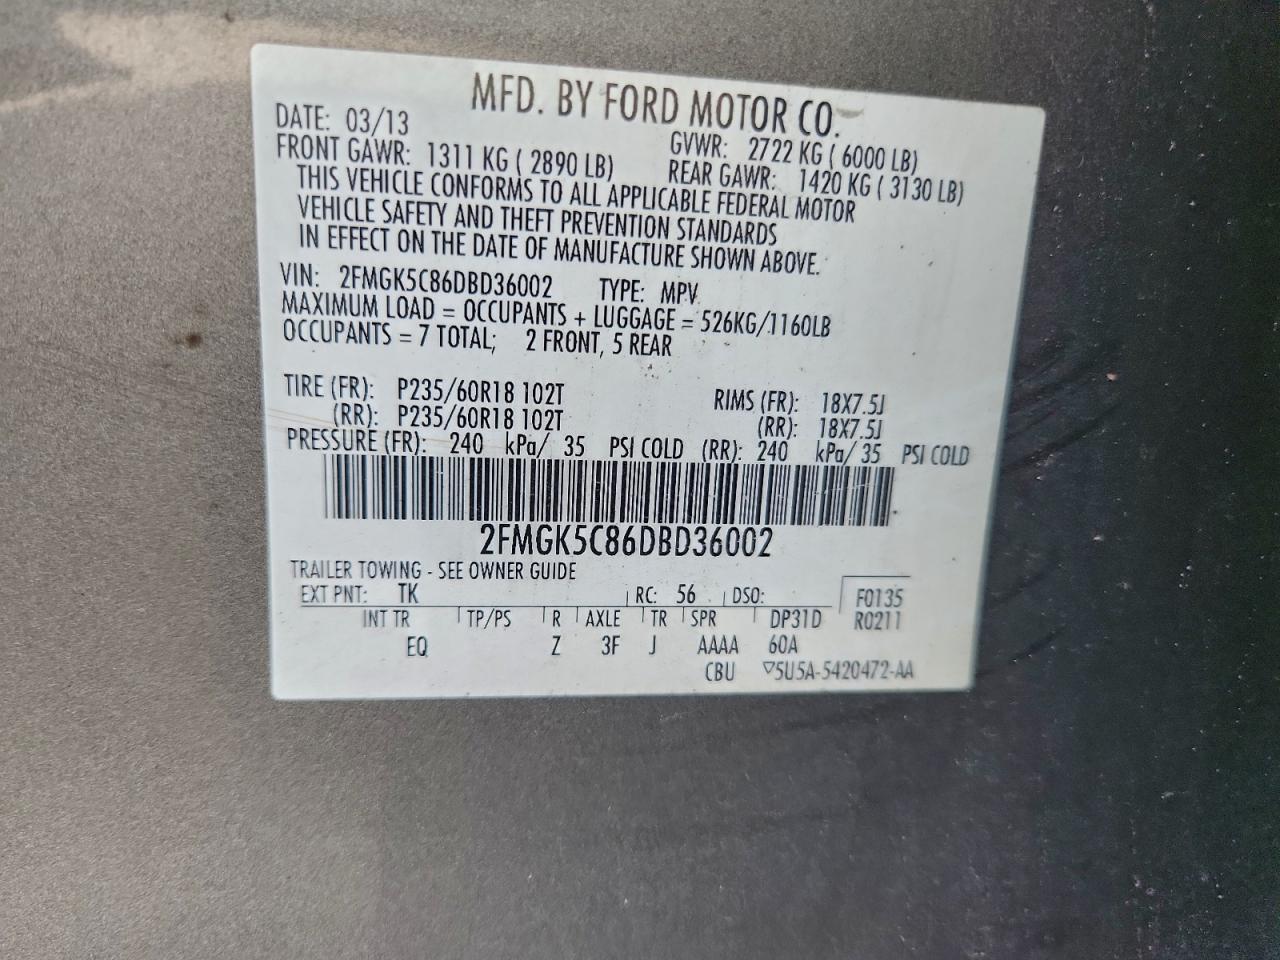 MFD. BY FORD MOTOR CO.
DATE: 03/13 GVWR: 2722 KG ( 6000 LB)
FRONT GAWR: 1311 KG ( 2890 LB) REAR GAWR: 1420 KG ( 3130 LB)
THIS VEHICLE CONFORMS TO ALL APPLICABLE FEDERAL MOTOR
VEHICLE SAFETY AND THEFT PREVENTION STANDARDS
IN EFFECT ON THE DATE OF MANUFACTURE SHOWN ABOVE.
VIN: 2FMGK5C86DBD36002 TYPE: MPV
MAXIMUM LOAD = OCCUPANTS + LUGGAGE = 526KG/1160LB
OCCUPANTS = 7 TOTAL; 2 FRONT, 5 REAR
TIRE (FR): P235/60R18 102T RIMS (FR): 18X7.5J
(RR): P235/60R18 102T (RR): 18X7.5J
PRESSURE (FR): 240 kPa/ 35 PSI COLD (RR): 240 kPa/ 35 PSI COLD
2FMGK5C86DBD36002
TRAILER TOWING - SEE OWNER GUIDE
EXT PNT: TK RC: 56 DSO: F0135
INT TR TP/PS R AXLE TR SPR DP31D R0211
EQ Z 3F J AAAA 60A
CBU ▽5U5A-5420472-AA